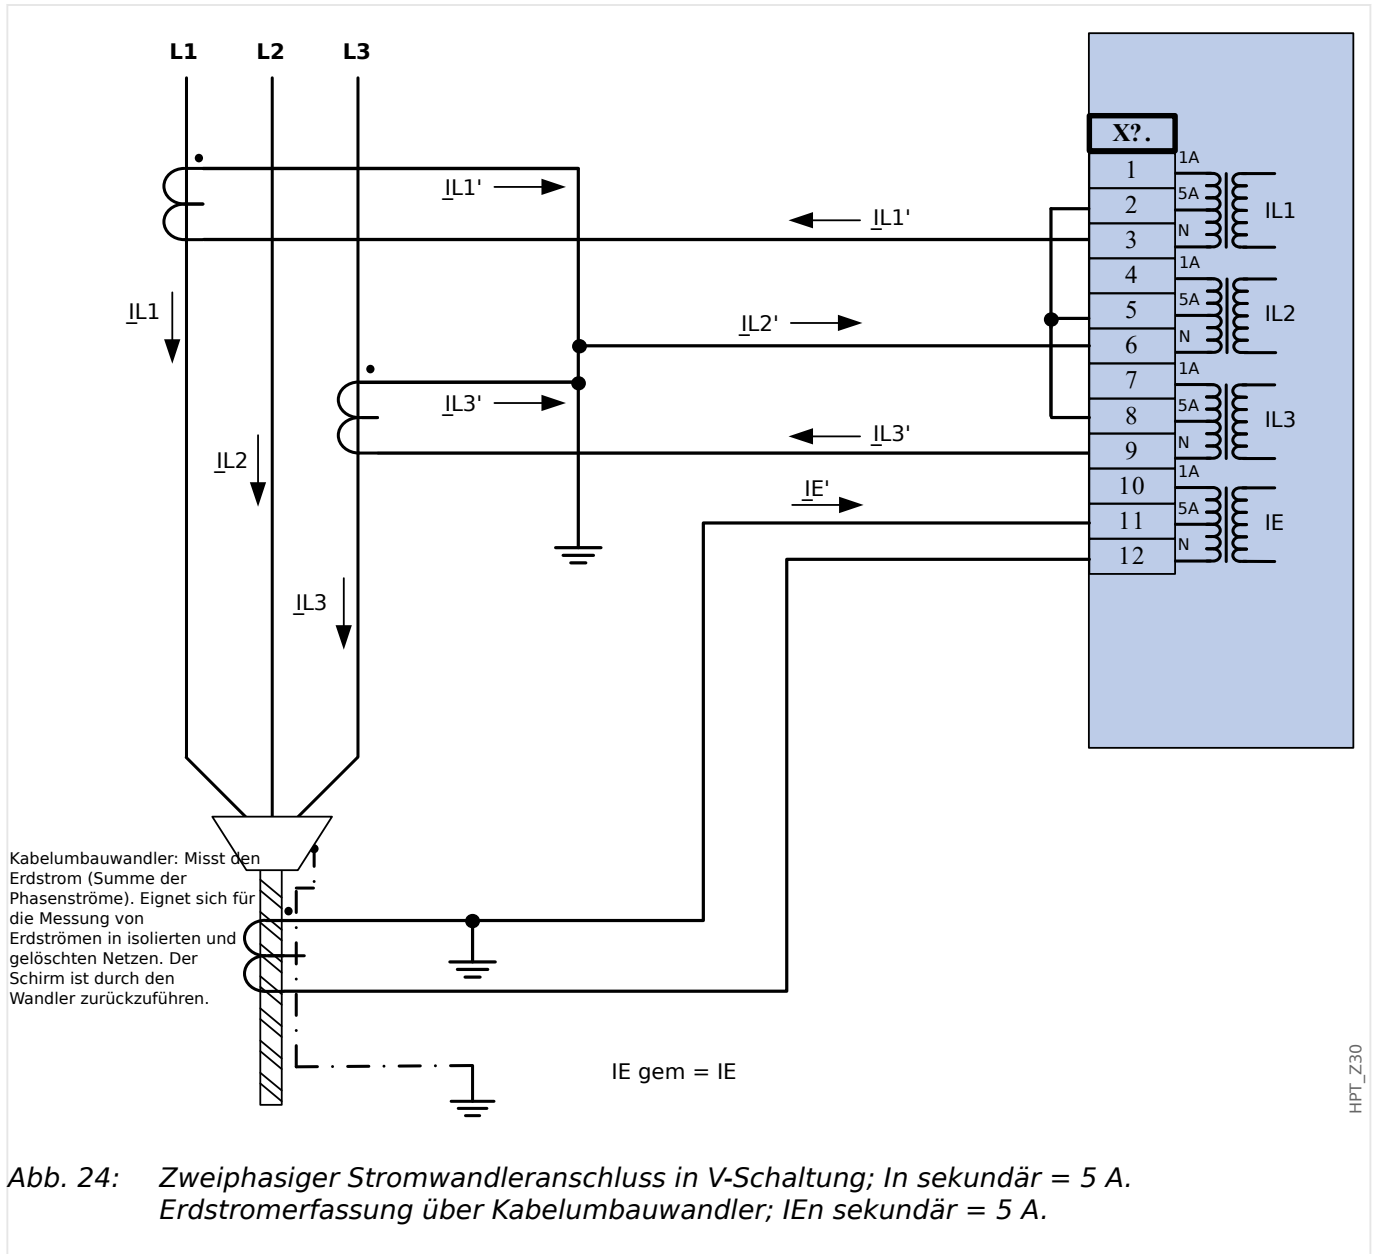 L1 L2 L3
X?.
1
2
3
4
5
6
7
8
9
10
11
12
1A
5A
N
IL1
1A
5A
N
IL2
1A
5A
N
IL3
1A
5A
N
IE
IL1'
IL1'
IL1
IL2'
IL3'
IL3'
IL2
IE'
IL3
Kabelumbauwandler: Misst den
Erdstrom (Summe der
Phasenströme). Eignet sich für
die Messung von
Erdströmen in isolierten und
gelöschten Netzen. Der
Schirm ist durch den
Wandler zurückzuführen.
IE gem = IE
HPT_Z30
Abb. 24: Zweiphasiger Stromwandleranschluss in V-Schaltung; In sekundär = 5 A.
Erdstromerfassung über Kabelumbauwandler; IEn sekundär = 5 A.